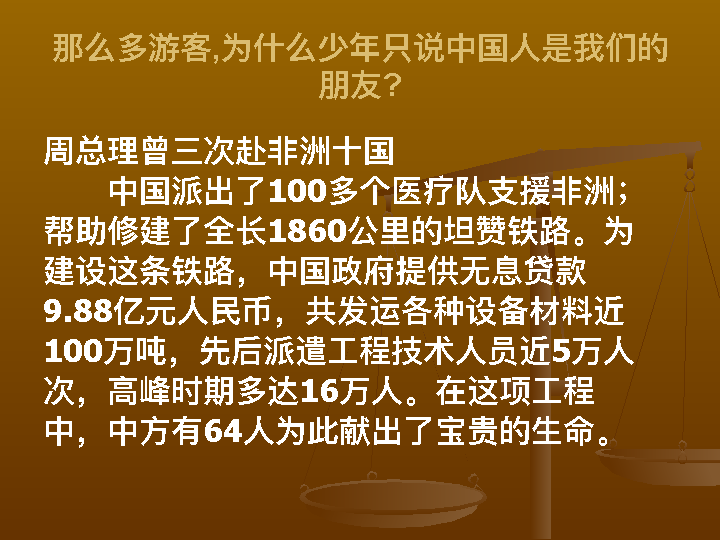 那么多游客,为什么少年只说中国人是我们的
朋友?
周总理曾三次赴非洲十国
中国派出了100多个医疗队支援非洲；
帮助修建了全长1860公里的坦赞铁路。为
建设这条铁路，中国政府提供无息贷款
9.88亿元人民币，共发运各种设备材料近
100万吨，先后派遣工程技术人员近5万人
次，高峰时期多达16万人。在这项工程
中，中方有64人为此献出了宝贵的生命。